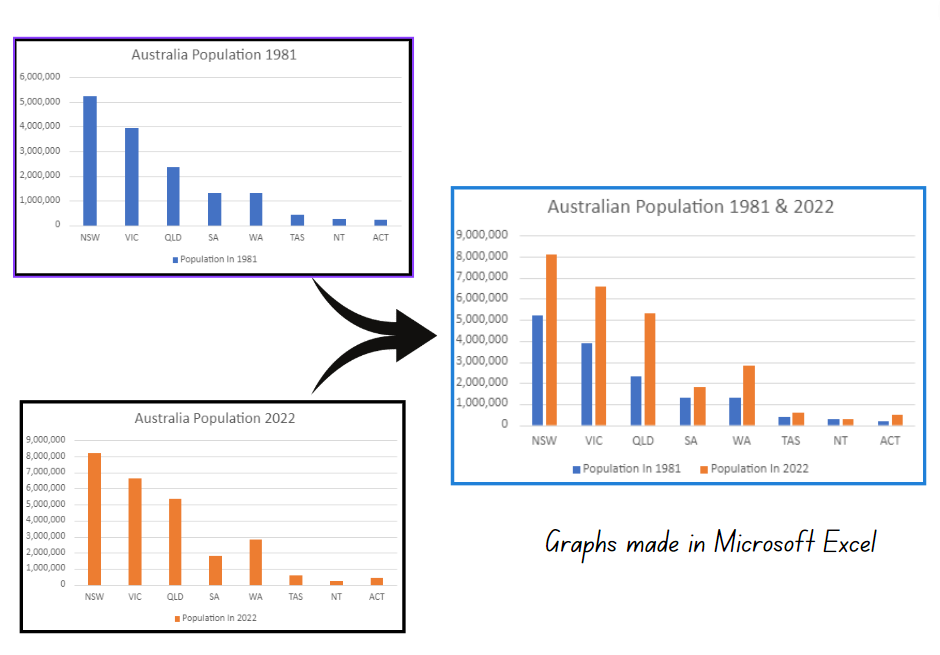 Australia Population 1981
6,000,000
5,000,000
4,000,000
3,000,000
2,000,000
1,000,000
0
NSW VIC QLD SA WA TAS NT ACT
Population In 1981
Australian Population 1981 & 2022
9,000,000
8,000,000
7,000,000
6,000,000
5,000,000
4,000,000
3,000,000
2,000,000
1,000,000
0
NSW VIC QLD SA WA TAS NT ACT
Population In 1981 Population In 2022
Australia Population 2022
9,000,000
8,000,000
7,000,000
6,000,000
5,000,000
4,000,000
3,000,000
2,000,000
1,000,000
0
NSW VIC QLD SA WA TAS NT ACT
Population In 2022
Graphs made in Microsoft Excel